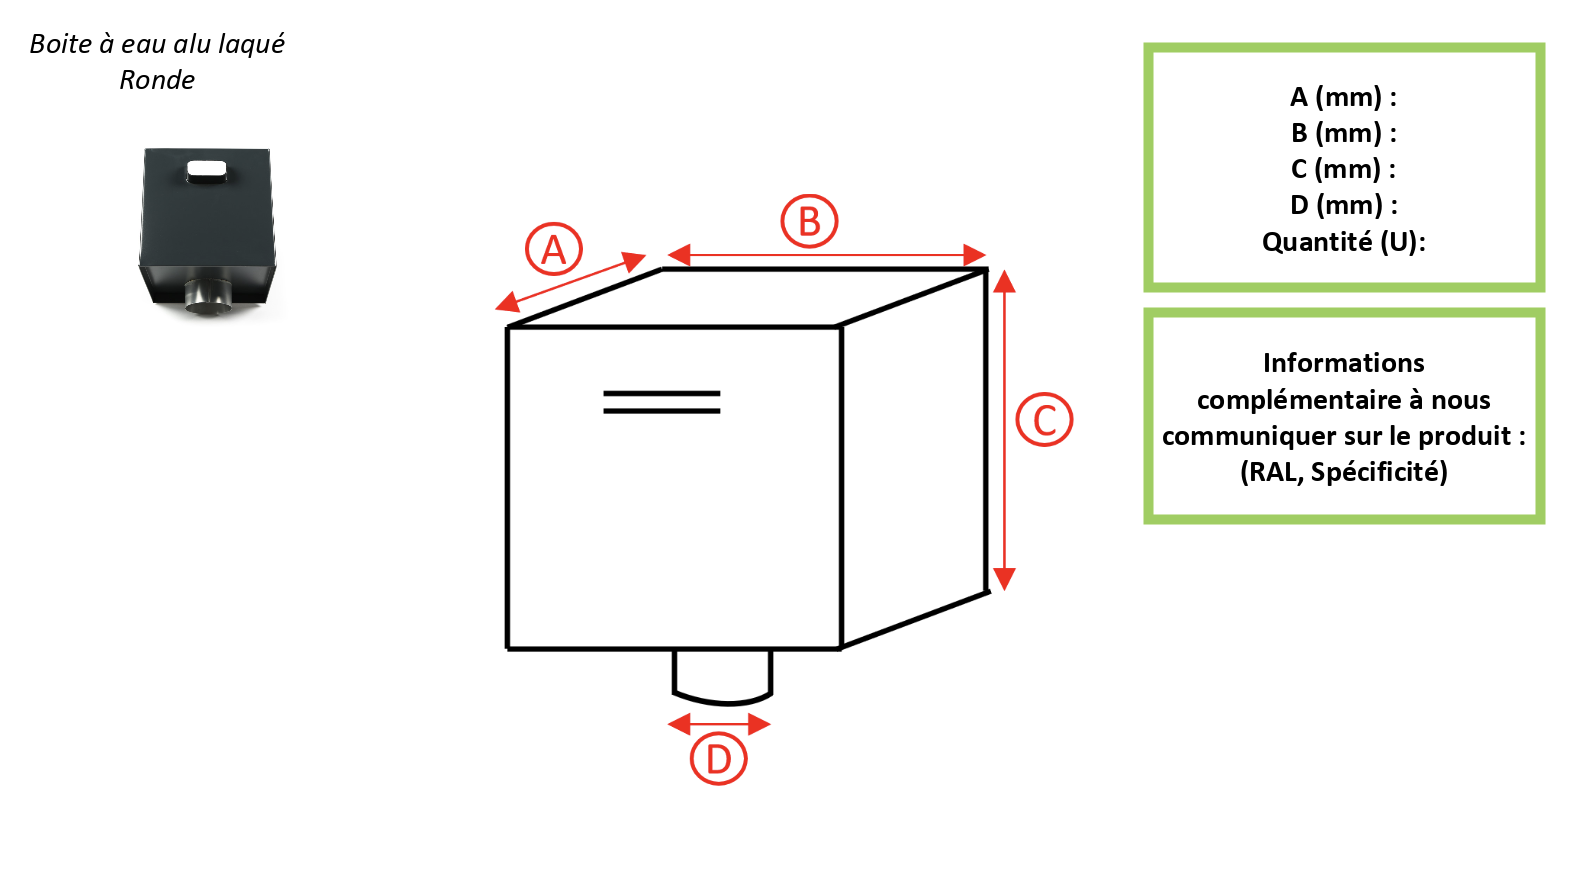 Boite à eau alu laqué
Ronde
A
B
C
D
A (mm) :
B (mm) :
C (mm) :
D (mm) :
Quantité (U):
Informations
complémentaire à nous
communiquer sur le produit :
(RAL, Spécificité)